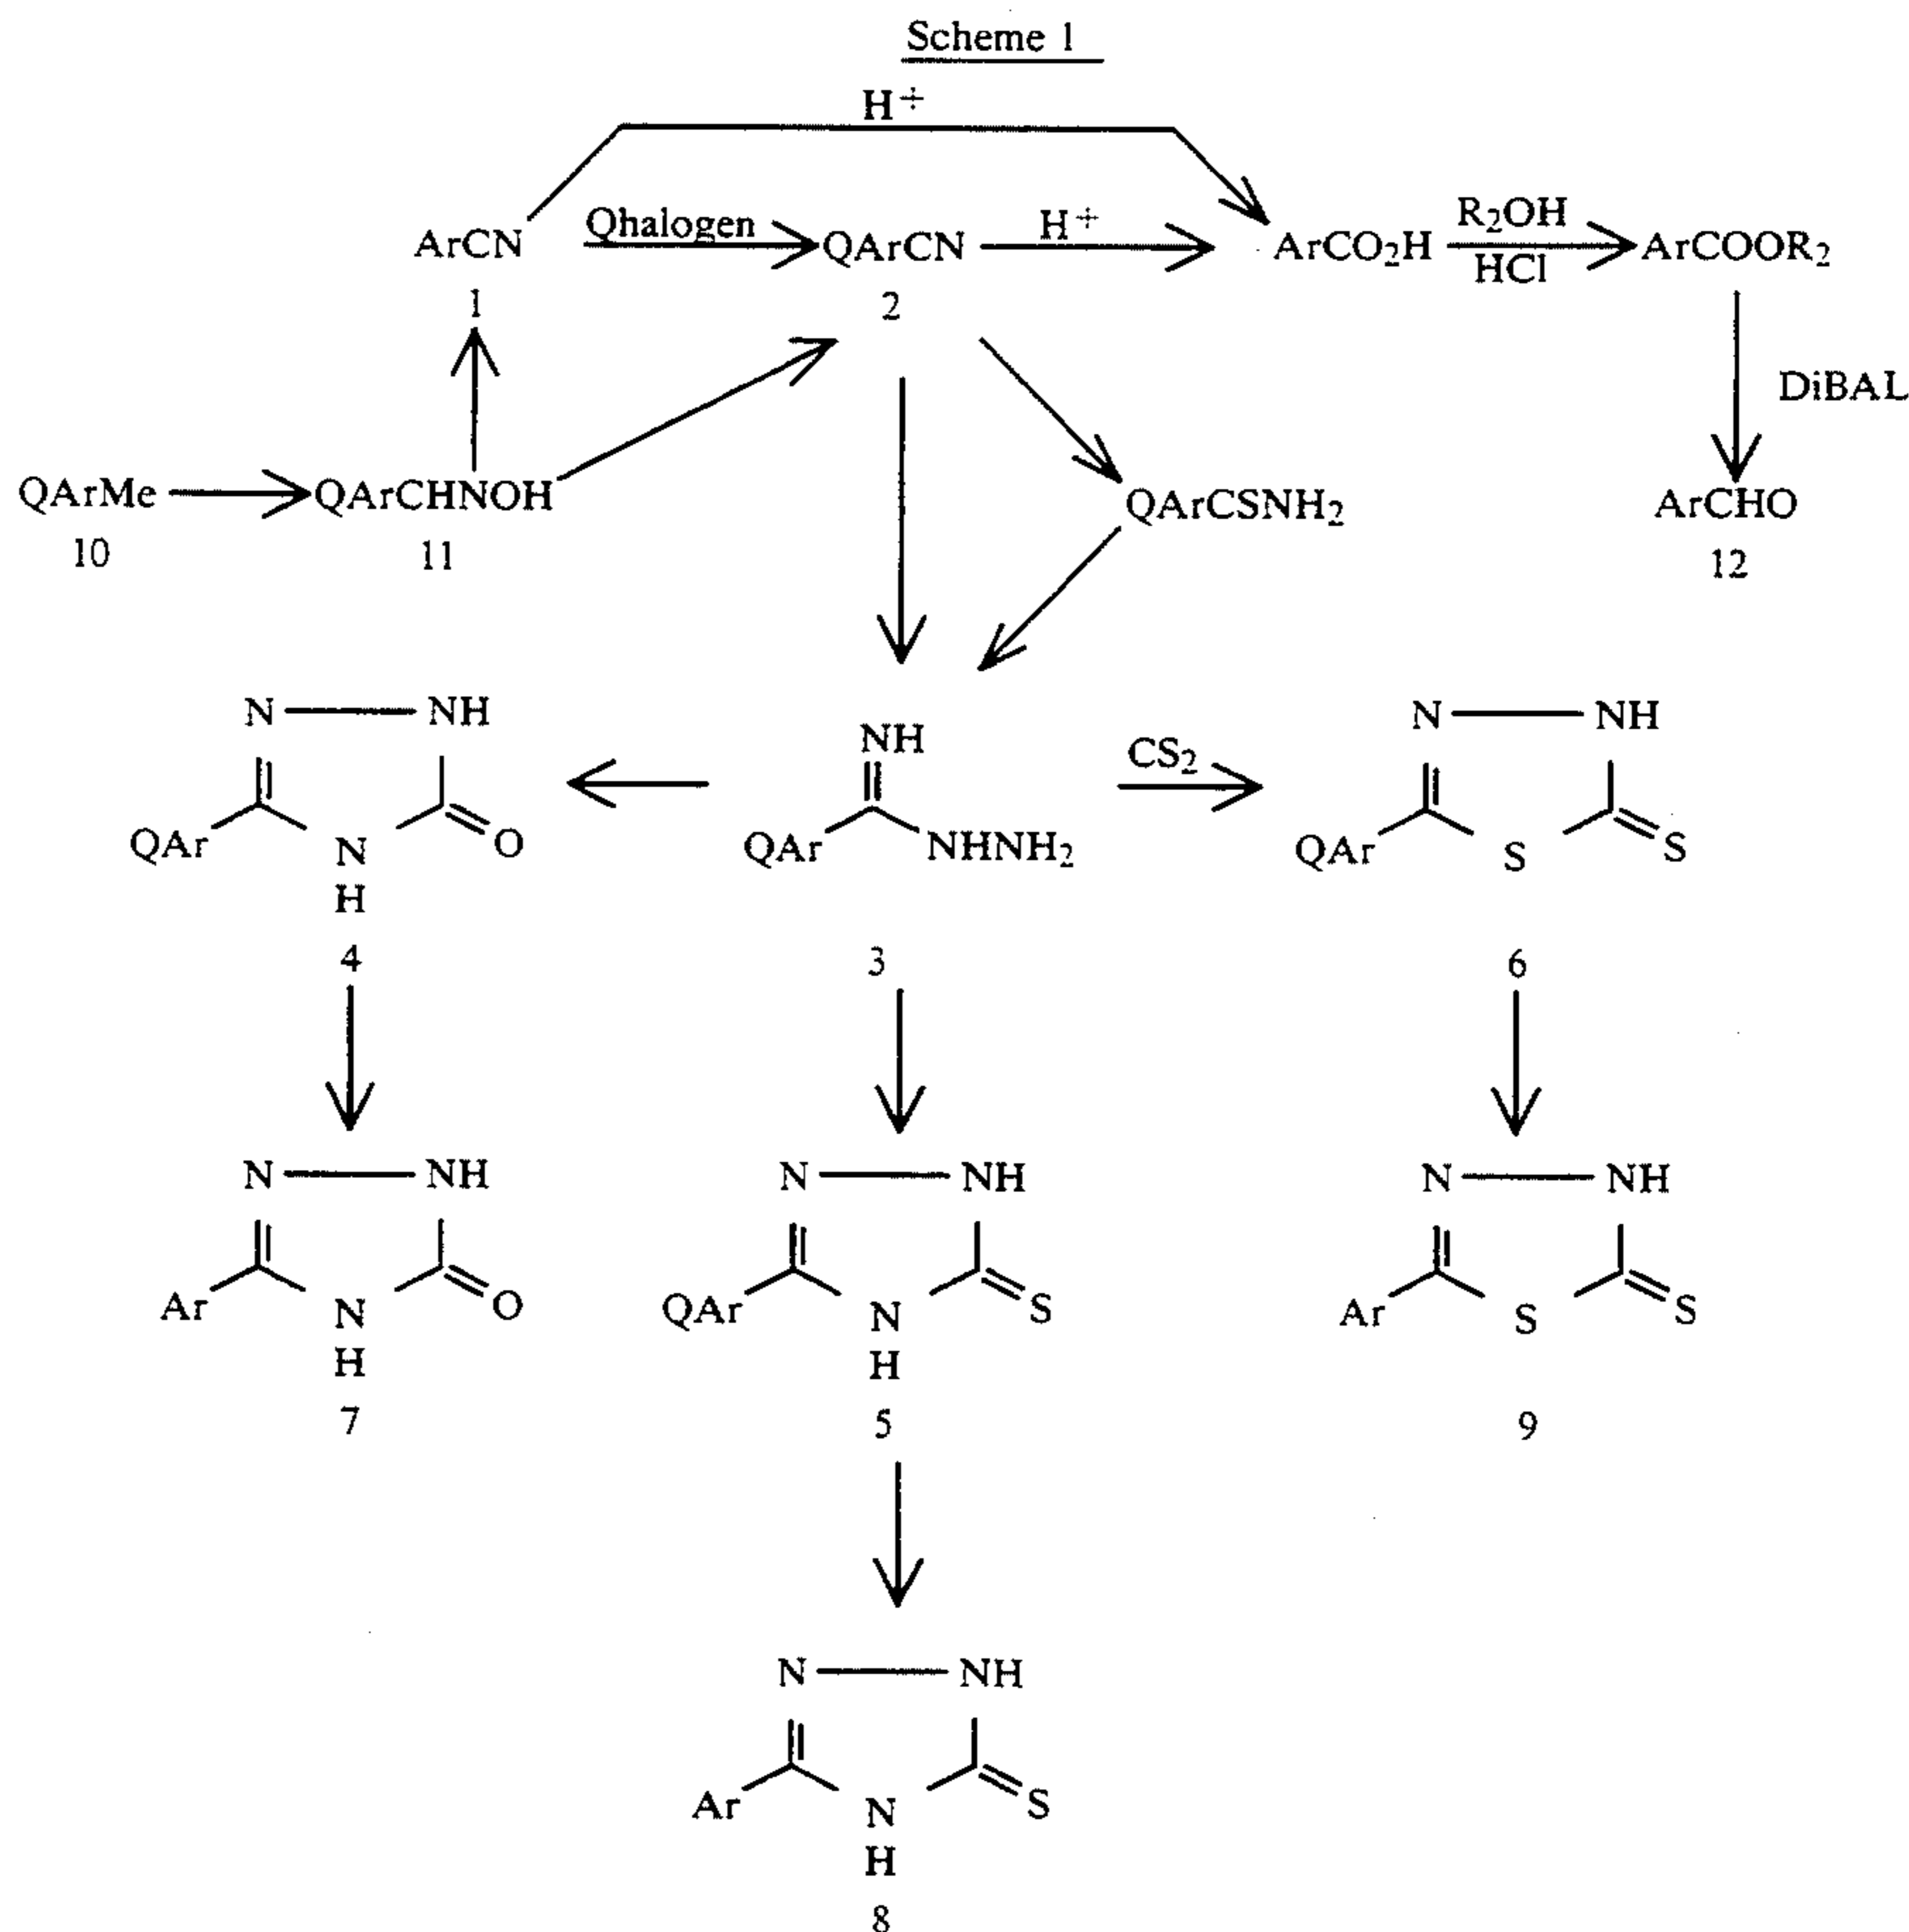 Scheme 1
H+
ArCN Qhalogen QArCN H+ ArCO2H R2OH HCl ArCOOR2
1 2
DiBAL
QArMe QArCHNOH QArCSNH2 ArCHO
10 11 12
N NH NH N NH
CS2
QAr N H O QAr NHNH2 QAr S S
4 3 6
N NH N NH N NH
Ar N H O QAr N H S Ar S S
7 5 9
N NH
Ar N H S
8